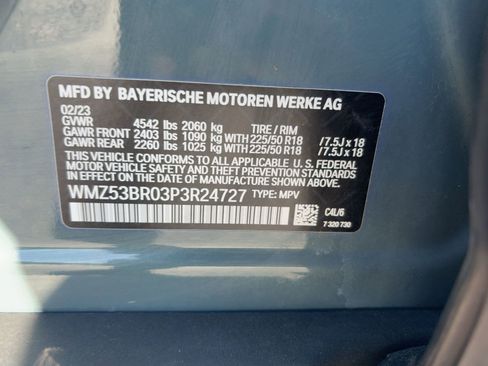 MFD BY BAYERISCHE MOTOREN WERKE AG
02/23
GVWR 4542 lbs 2060 kg TIRE / RIM
GAWR FRONT 2403 lbs 1090 kg WITH 225/50 R18 / 7.5J x 18
GAWR REAR 2260 lbs 1025 kg WITH 225/50 R18 / 7.5J x 18
THIS VEHICLE CONFORMS TO ALL APPLICABLE U. S. FEDERAL
MOTOR VEHICLE SAFETY AND THEFT PREVENTION STANDARDS
IN EFFECT ON THE DATE OF MANUFACTURE SHOWN ABOVE.
WMZ53BR03P3R24727 TYPE: MPV
C4L/6
7 320 730